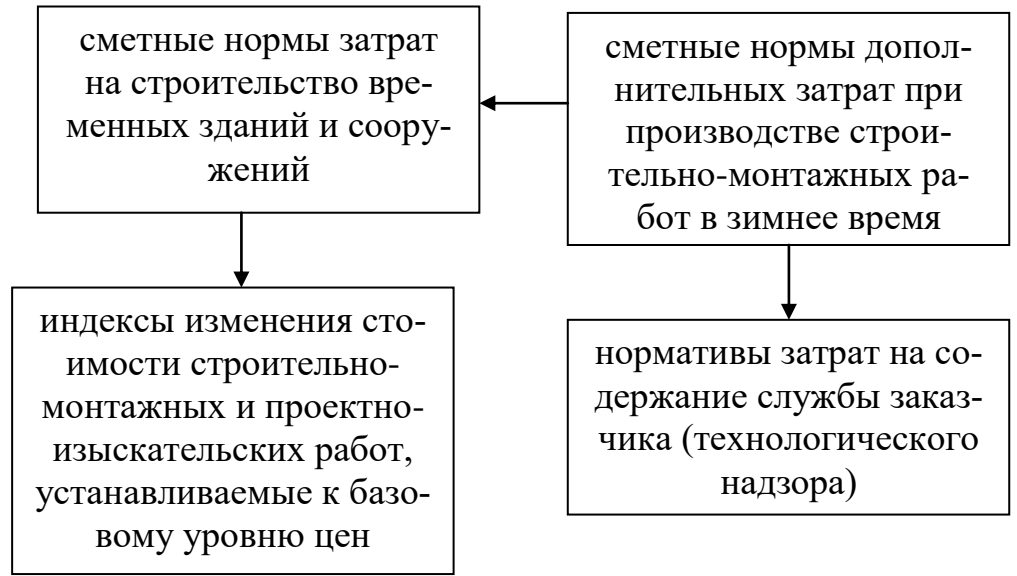 сметные нормы затрат
на строительство вре-
менных зданий и соору-
жений
сметные нормы допол-
нительных затрат при
производстве строи-
тельно-монтажных ра-
бот в зимнее время
индексы изменения сто-
имости строительно-
монтажных и проектно-
изыскательских работ,
устанавливаемые к базо-
вому уровню цен
нормативы затрат на со-
держание службы заказ-
чика (технологического
надзора)